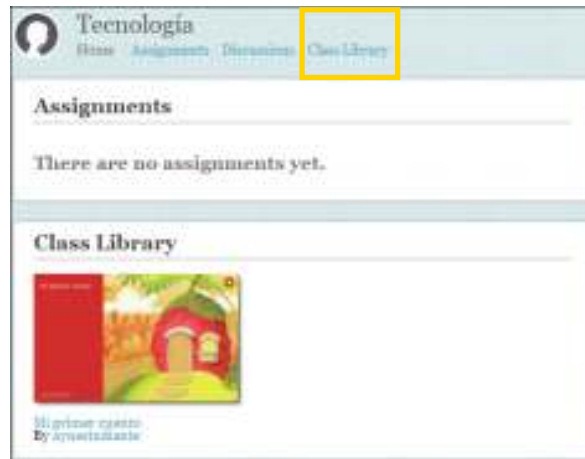 Tecnología
Home Assignments Discussions Class Library
Assignments
There are no assignments yet.
Class Library
Mi primer cuento
By